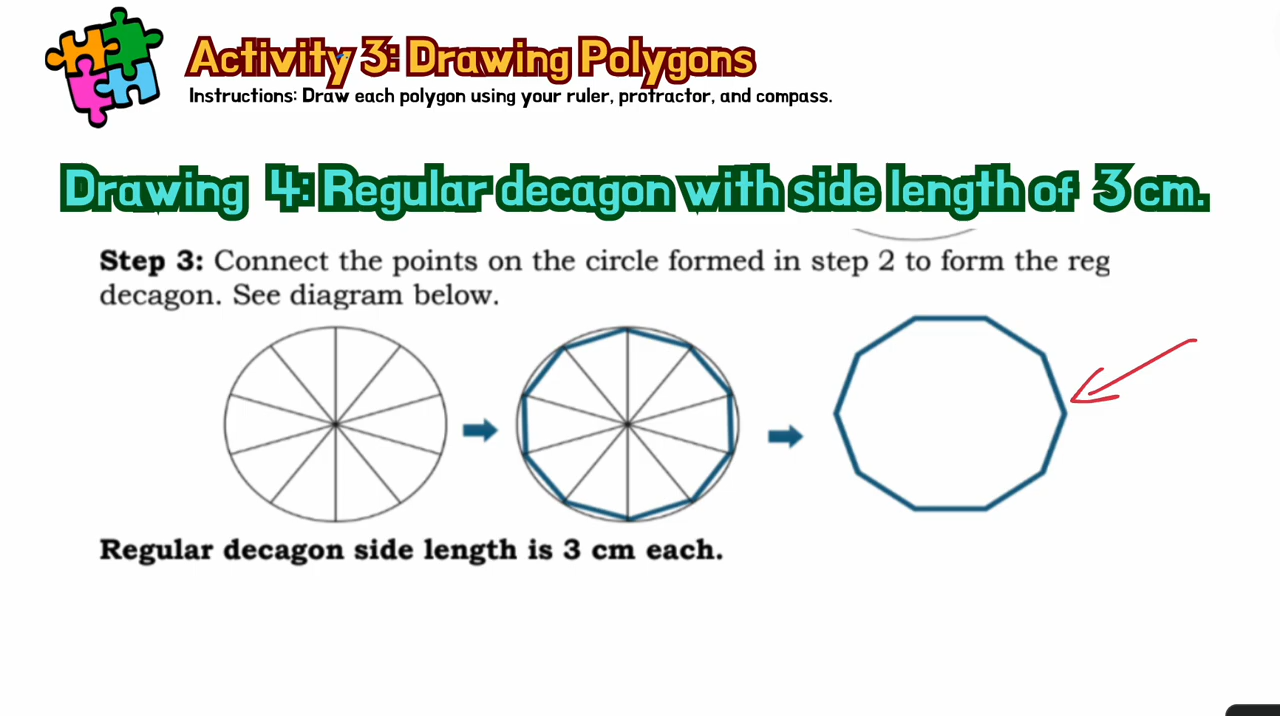 Activity 3: Drawing Polygons
Instructions: Draw each polygon using your ruler, protractor, and compass.
Drawing 4: Regular decagon with side length of 3 cm.
Step 3: Connect the points on the circle formed in step 2 to form the reg
decagon. See diagram below.
Regular decagon side length is 3 cm each.